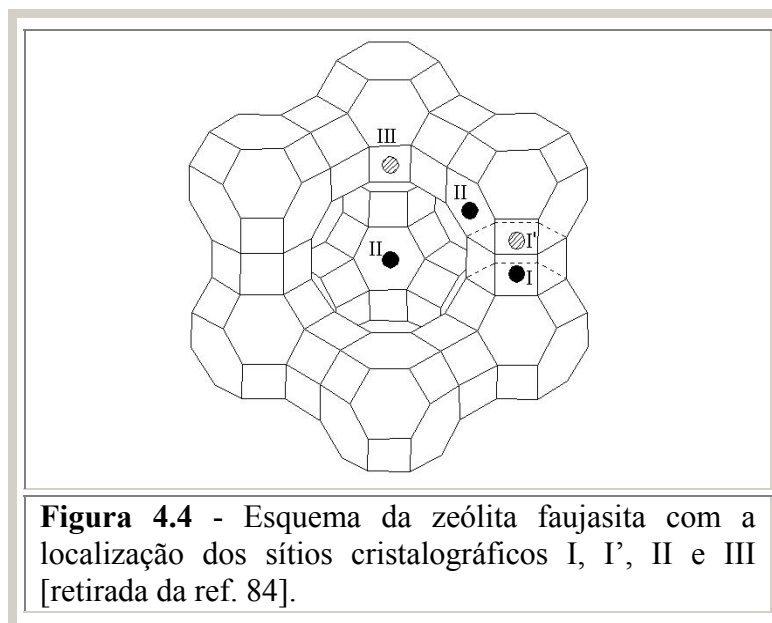 III
II
II
I'
I
Figura 4.4 - Esquema da zeólita faujasita com a
localização dos sítios cristalográficos I, I’, II e III
[retirada da ref. 84].